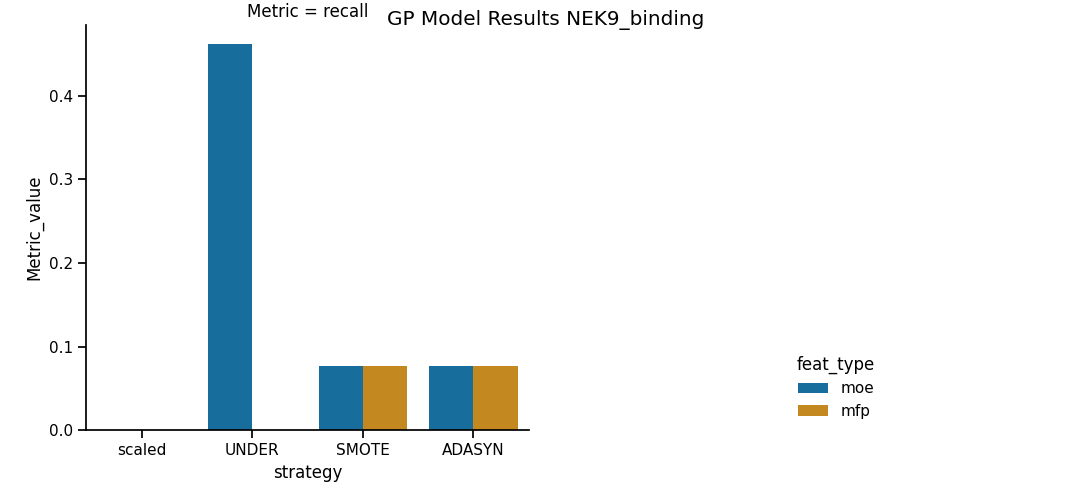 Metric = recall
GP Model Results NEK9_binding
Metric_value
0.4
0.3
0.2
0.1
0.0
scaled
UNDER
SMOTE
ADASYN
strategy
feat_type
moe
mfp